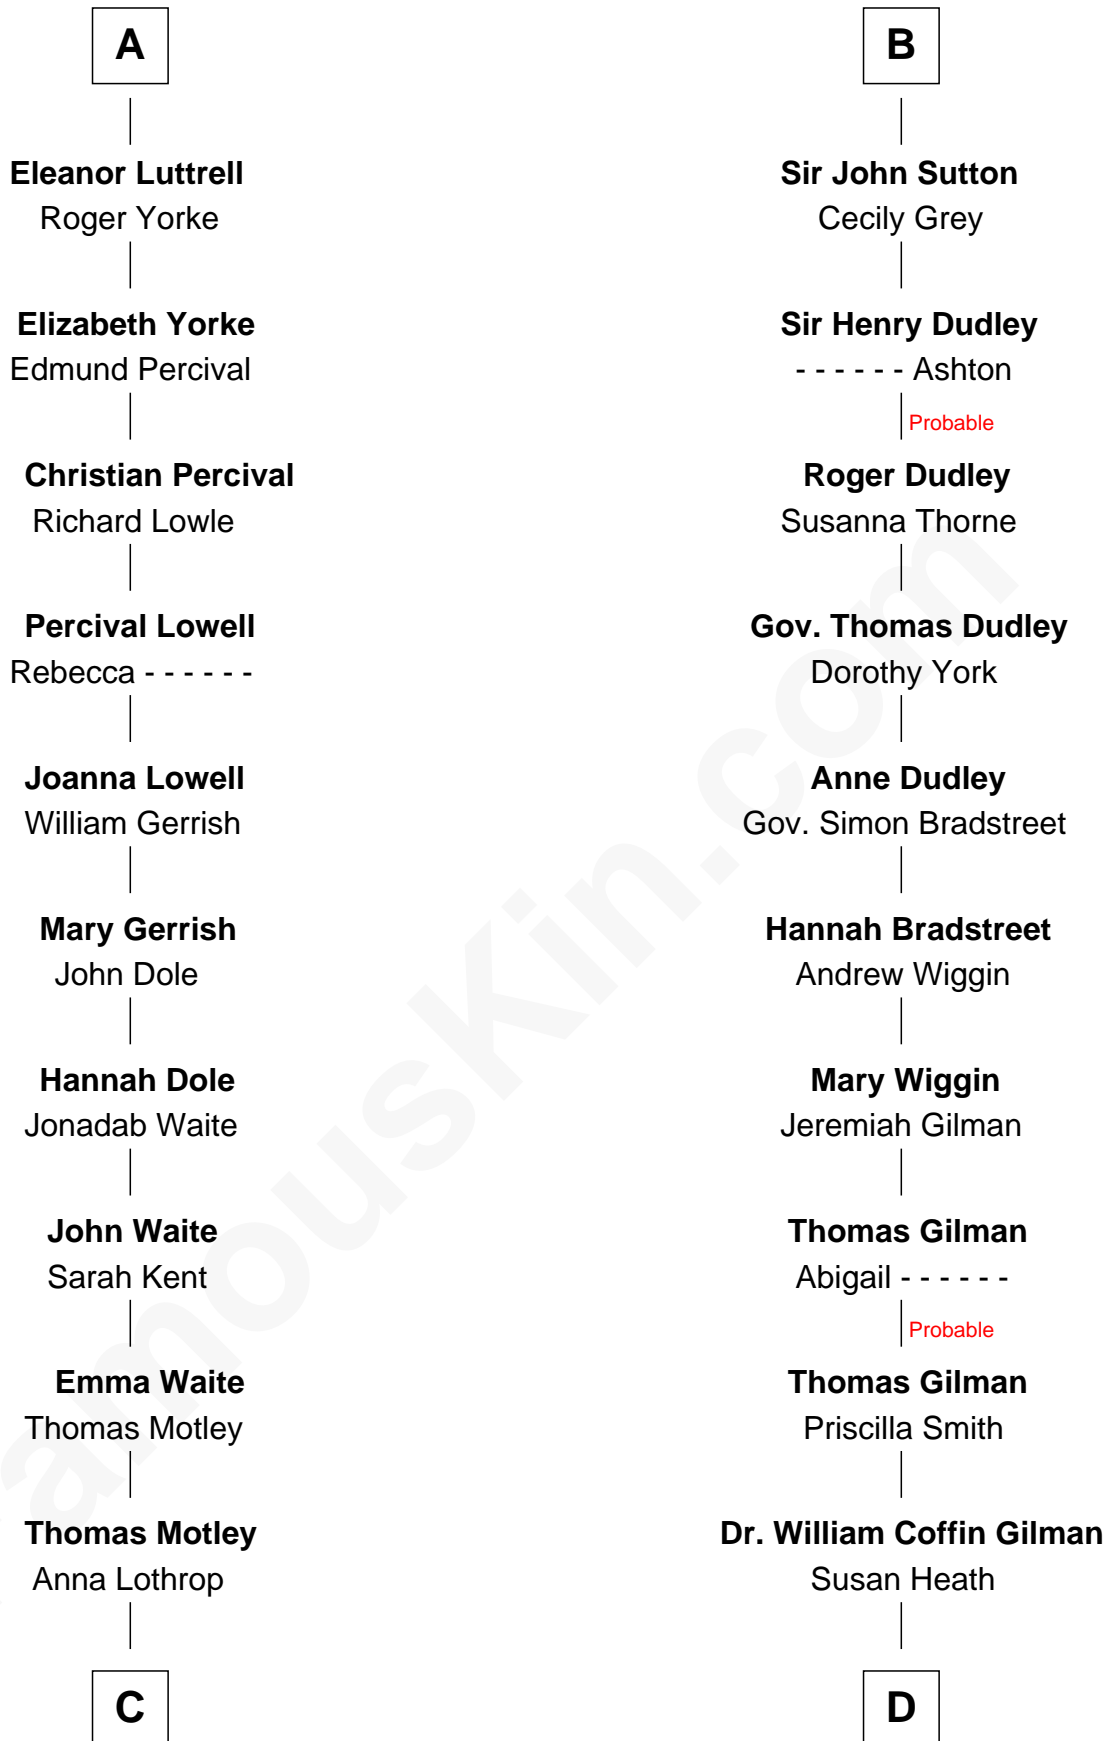 A
Eleanor Luttrell
Roger Yorke
Elizabeth Yorke
Edmund Percival
Christian Percival
Richard Lowle
Percival Lowell
Rebecca - - - - - -
Joanna Lowell
William Gerrish
Mary Gerrish
John Dole
Hannah Dole
Jonadab Waite
John Waite
Sarah Kent
Emma Waite
Thomas Motley
Thomas Motley
Anna Lothrop
C
B
Sir John Sutton
Cecily Grey
Sir Henry Dudley
- - - - - - Ashton
Probable
Roger Dudley
Susanna Thorne
Gov. Thomas Dudley
Dorothy York
Anne Dudley
Gov. Simon Bradstreet
Hannah Bradstreet
Andrew Wiggin
Mary Wiggin
Jeremiah Gilman
Thomas Gilman
Abigail - - - - - -
Probable
Thomas Gilman
Priscilla Smith
Dr. William Coffin Gilman
Susan Heath
D
amouskin.com